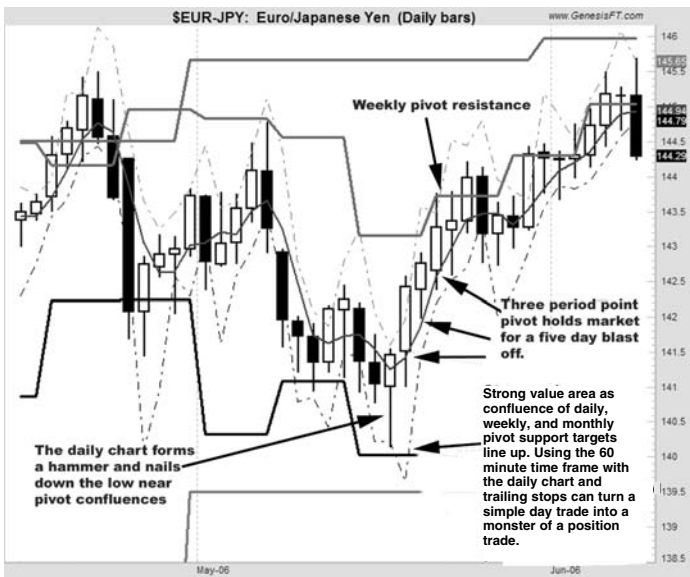 $EUR-JPY: Euro/Japanese Yen (Daily bars)
www.GenesisFT.com
146
145.65
145.5
144.94
144.79
144.5
144.29
144
143.5
143
142.5
142
141.5
141
140.5
140
139.5
139
138.5
Weekly pivot resistance
Three period point
pivot holds market
for a five day blast
off.
Strong value area as
confluence of daily,
weekly, and monthly
pivot support targets
line up. Using the 60
minute time frame with
the daily chart and
trailing stops can turn a
simple day trade into a
monster of a position
trade.
The daily chart forms
a hammer and nails
down the low near
pivot confluences
May-06
Jun-06